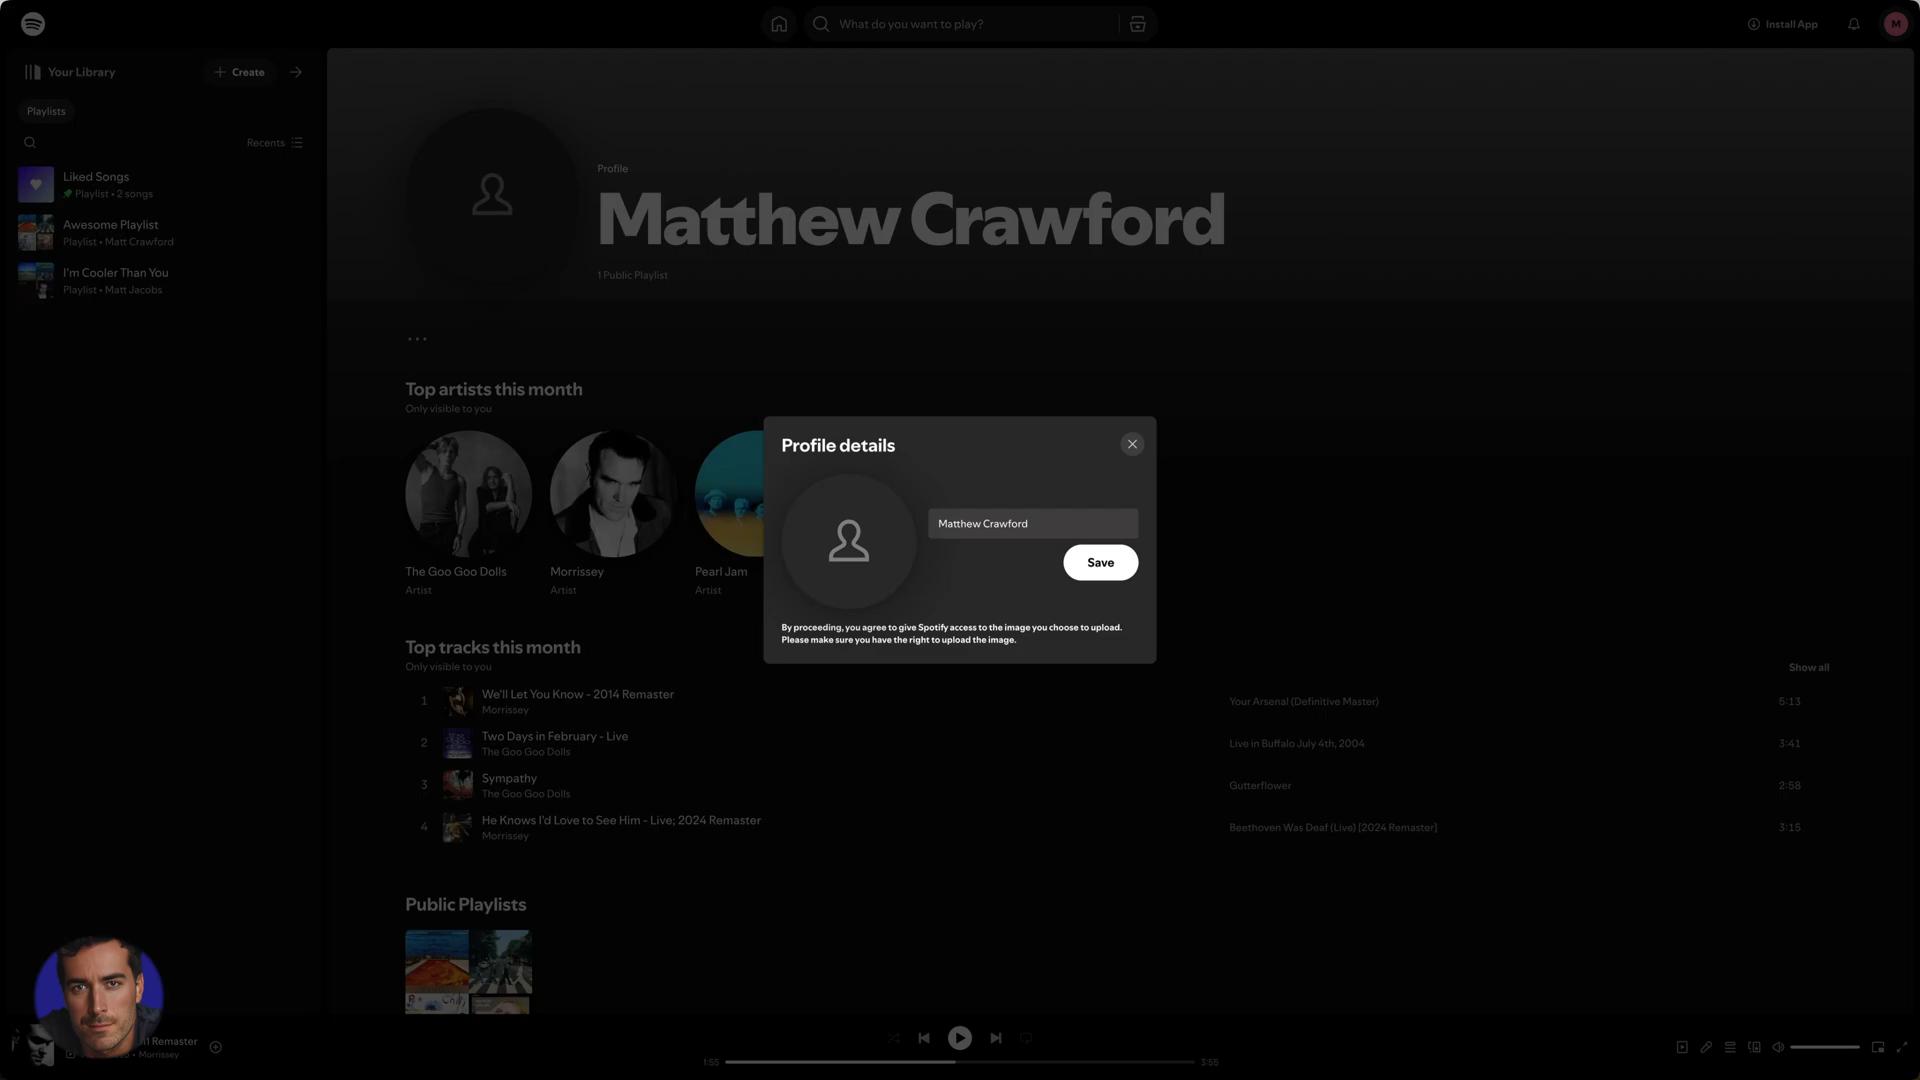 What do you want to play?
Install App
M
Your Library
Create
Playlists
Recents
Liked Songs
Playlist • 2 songs
Awesome Playlist
Playlist • Matt Crawford
I'm Cooler Than You
Playlist • Matt Jacobs
Profile
Matthew Crawford
1 Public Playlist
Top artists this month
Only visible to you
The Goo Goo Dolls
Artist
Morrissey
Artist
Pearl Jam
Artist
Profile details
Matthew Crawford
Save
By proceeding, you agree to give Spotify access to the image you choose to upload.
Please make sure you have the right to upload the image.
Top tracks this month
Only visible to you
Show all
1 We'll Let You Know - 2014 Remaster Your Arsenal (Definitive Master) 5:13
Morrissey
2 Two Days in February - Live Live in Buffalo July 4th, 2004 3:41
The Goo Goo Dolls
3 Sympathy Gutterflower 2:58
The Goo Goo Dolls
4 He Knows I'd Love to See Him - Live; 2024 Remaster Beethoven Was Deaf (Live) [2024 Remaster] 3:15
Morrissey
Public Playlists
Remaster
• Morrissey
1:55
3:55